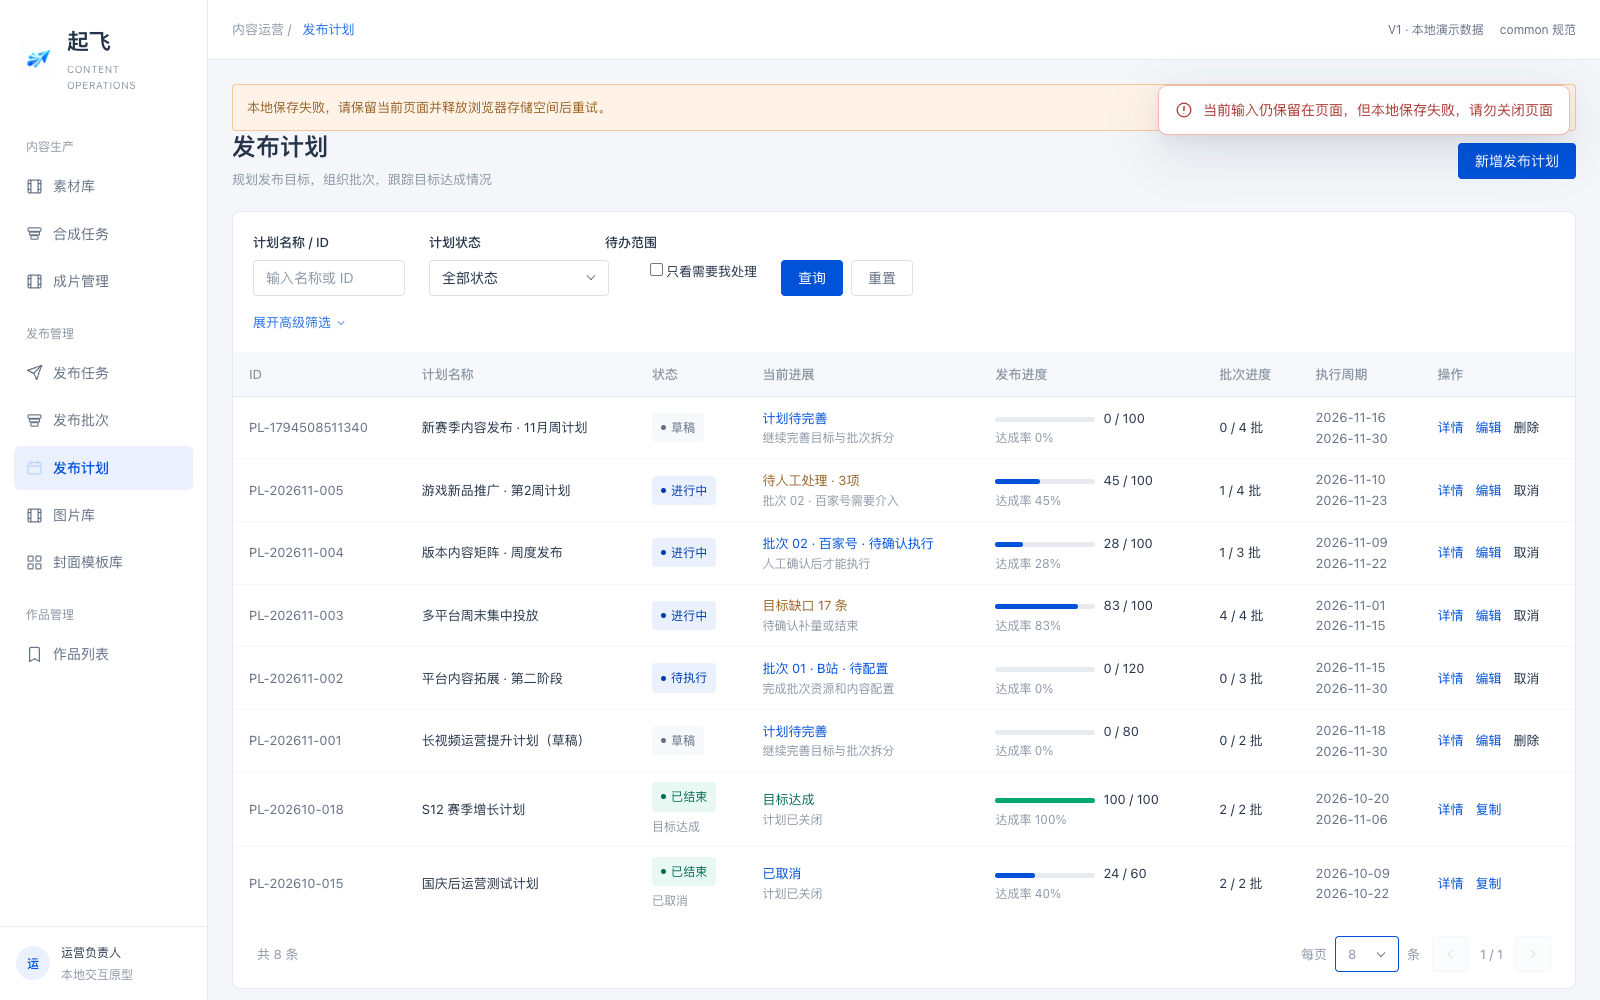 起飞
CONTENT
OPERATIONS
内容生产
素材库
合成任务
成片管理
发布管理
发布任务
发布批次
发布计划
图片库
封面模板库
作品管理
作品列表
运
运营负责人
本地交互原型
内容运营 / 发布计划
V1 · 本地演示数据 common 规范
本地保存失败，请保留当前页面并释放浏览器存储空间后重试。
当前输入仍保留在页面，但本地保存失败，请勿关闭页面
发布计划
规划发布目标，组织批次，跟踪目标达成情况
新增发布计划
计划名称 / ID 计划状态 待办范围
输入名称或 ID 全部状态 只看需要我处理 查询 重置
展开高级筛选
ID 计划名称 状态 当前进展 发布进度 批次进度 执行周期 操作
PL-1794508511340 新赛季内容发布 · 11月周计划 草稿 计划待完善 0 / 100 0 / 4 批 2026-11-16 详情 编辑 删除
继续完善目标与批次拆分 达成率 0% 2026-11-30
PL-202611-005 游戏新品推广 · 第2周计划 进行中 待人工处理 · 3项 45 / 100 1 / 4 批 2026-11-10 详情 编辑 取消
批次 02 · 百家号需要介入 达成率 45% 2026-11-23
PL-202611-004 版本内容矩阵 · 周度发布 进行中 批次 02 · 百家号 · 待确认执行 28 / 100 1 / 3 批 2026-11-09 详情 编辑 取消
人工确认后才能执行 达成率 28% 2026-11-22
PL-202611-003 多平台周末集中投放 进行中 目标缺口 17 条 83 / 100 4 / 4 批 2026-11-01 详情 编辑 取消
待确认补量或结束 达成率 83% 2026-11-15
PL-202611-002 平台内容拓展 · 第二阶段 待执行 批次 01 · B站 · 待配置 0 / 120 0 / 3 批 2026-11-15 详情 编辑 取消
完成批次资源和内容配置 达成率 0% 2026-11-30
PL-202611-001 长视频运营提升计划（草稿） 草稿 计划待完善 0 / 80 0 / 2 批 2026-11-18 详情 编辑 删除
继续完善目标与批次拆分 达成率 0% 2026-11-30
PL-202610-018 S12 赛季增长计划 已结束 目标达成 100 / 100 2 / 2 批 2026-10-20 详情 复制
目标达成 计划已关闭 达成率 100% 2026-11-06
PL-202610-015 国庆后运营测试计划 已结束 已取消 24 / 60 2 / 2 批 2026-10-09 详情 复制
已取消 计划已关闭 达成率 40% 2026-10-22
共 8 条 每页 8 条 1 / 1